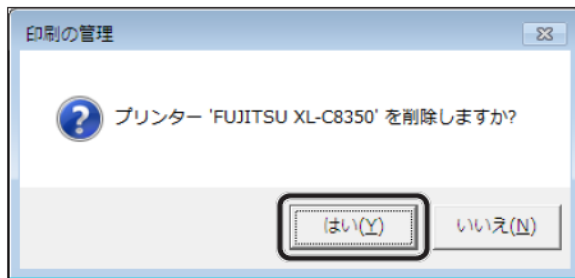 印刷の管理
プリンター 'FUJITSU XL-C8350' を削除しますか?
はい(Y) いいえ(N)